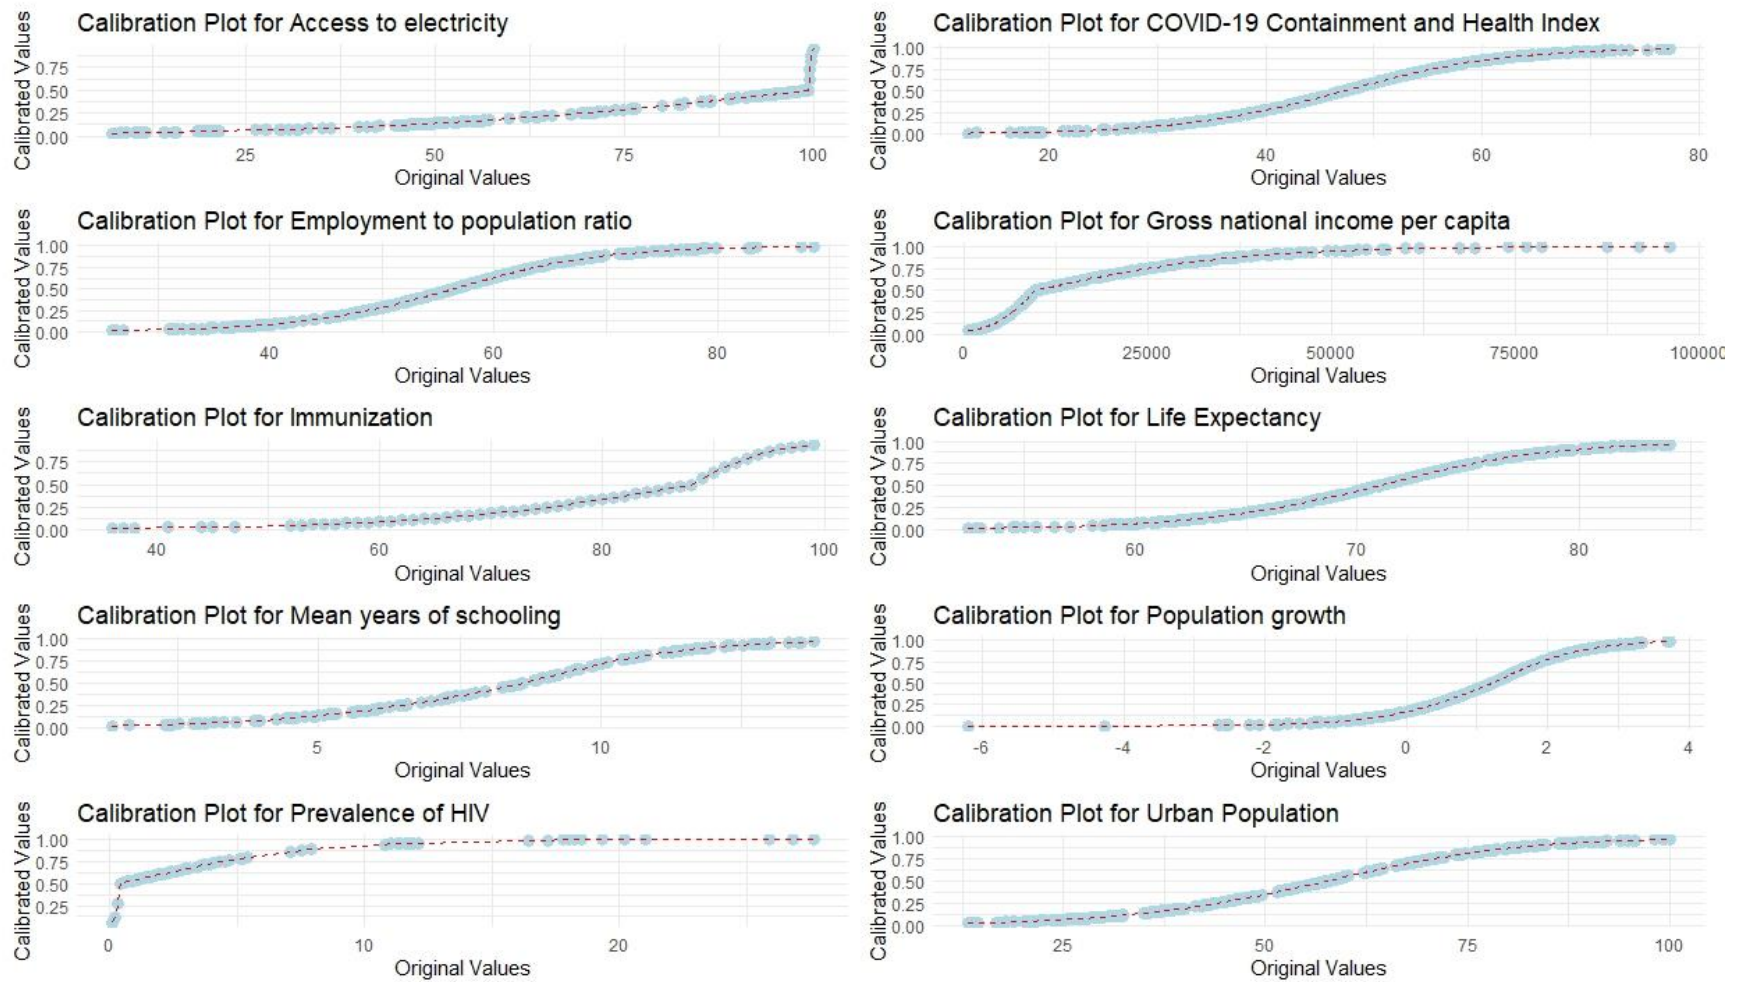 Calibration Plot for Access to electricity
Calibrated Values
0.75
0.50
0.25
0.00
25 50 75 100
Original Values
Calibration Plot for COVID-19 Containment and Health Index
Calibrated Values
1.00
0.75
0.50
0.25
0.00
20 40 60 80
Original Values
Calibration Plot for Employment to population ratio
Calibrated Values
1.00
0.75
0.50
0.25
0.00
40 60 80
Original Values
Calibration Plot for Gross national income per capita
Calibrated Values
1.00
0.75
0.50
0.25
0.00
0 25000 50000 75000 100000
Original Values
Calibration Plot for Immunization
Calibrated Values
0.75
0.50
0.25
0.00
40 60 80 100
Original Values
Calibration Plot for Life Expectancy
Calibrated Values
1.00
0.75
0.50
0.25
0.00
60 70 80
Original Values
Calibration Plot for Mean years of schooling
Calibrated Values
1.00
0.75
0.50
0.25
0.00
5 10
Original Values
Calibration Plot for Population growth
Calibrated Values
1.00
0.75
0.50
0.25
0.00
-6 -4 -2 0 2 4
Original Values
Calibration Plot for Prevalence of HIV
Calibrated Values
1.00
0.75
0.50
0.25
0 10 20
Original Values
Calibration Plot for Urban Population
Calibrated Values
1.00
0.75
0.50
0.25
0.00
25 50 75 100
Original Values